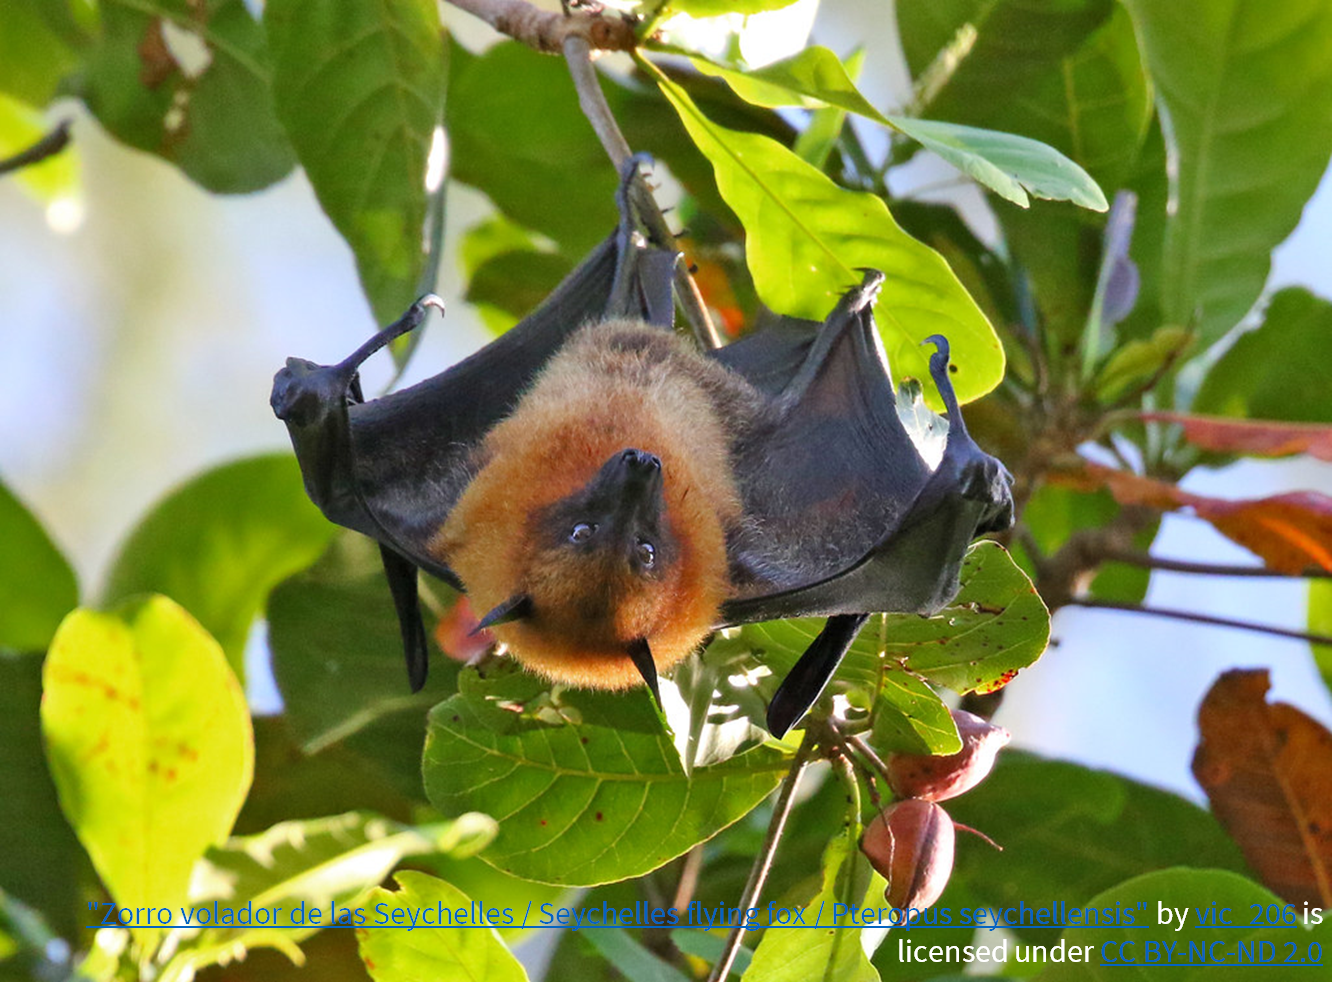 "Zorro volador de las Seychelles / Seychelles flying fox / Pteropus seychellensis" by vic_206 is
licensed under CC BY-NC-ND 2.0